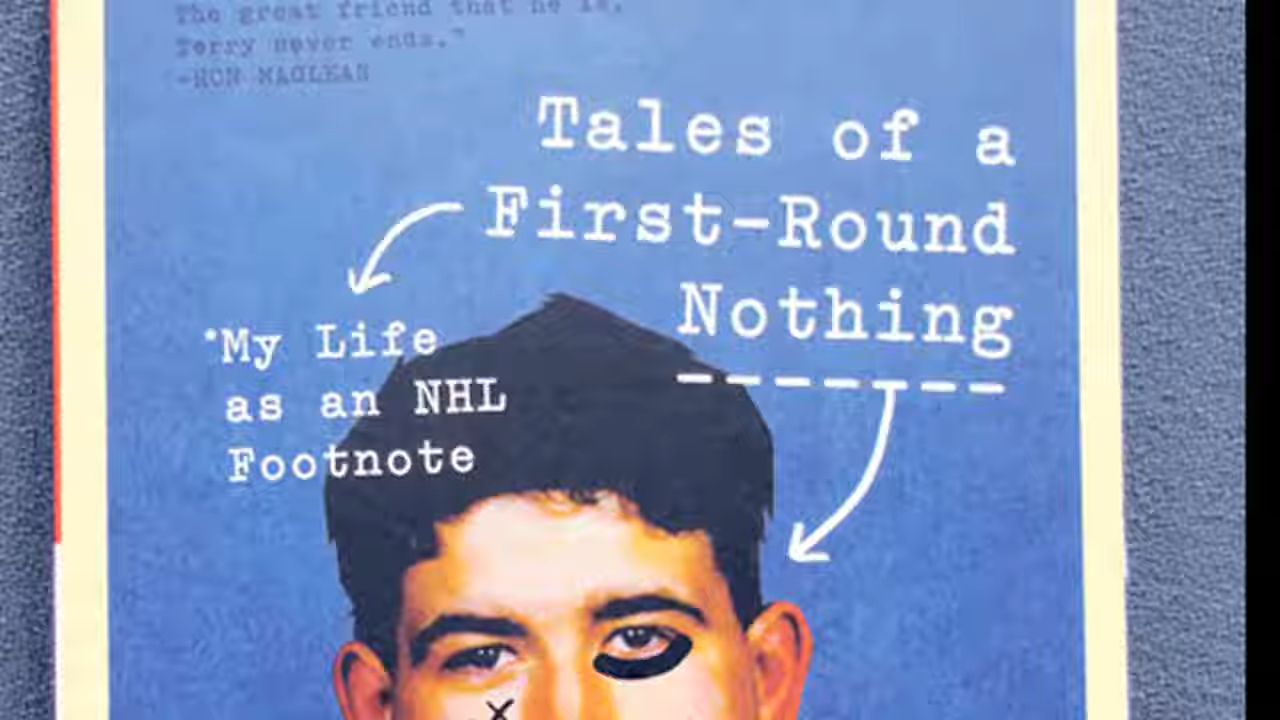 The great friend that he is,
Terry never ends."
-RON MACLEAN
Tales of a
First-Round
Nothing
*My Life
as an NHL
Footnote